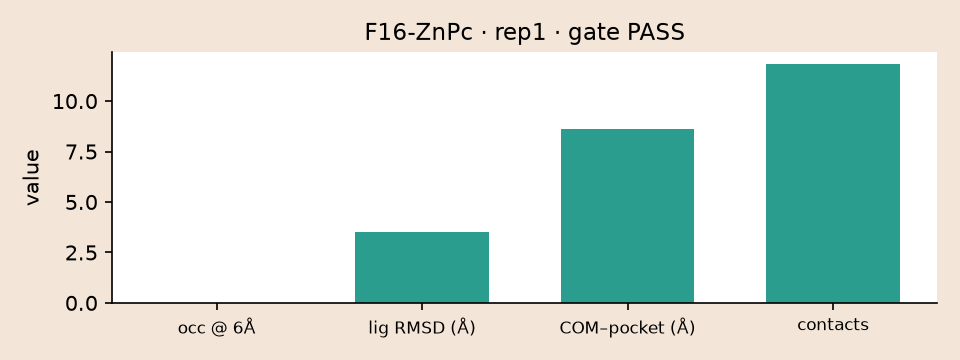 F16-ZnPc · rep1 · gate PASS
value
10.0
7.5
5.0
2.5
0.0
occ @ 6Å
lig RMSD (Å)
COM–pocket (Å)
contacts